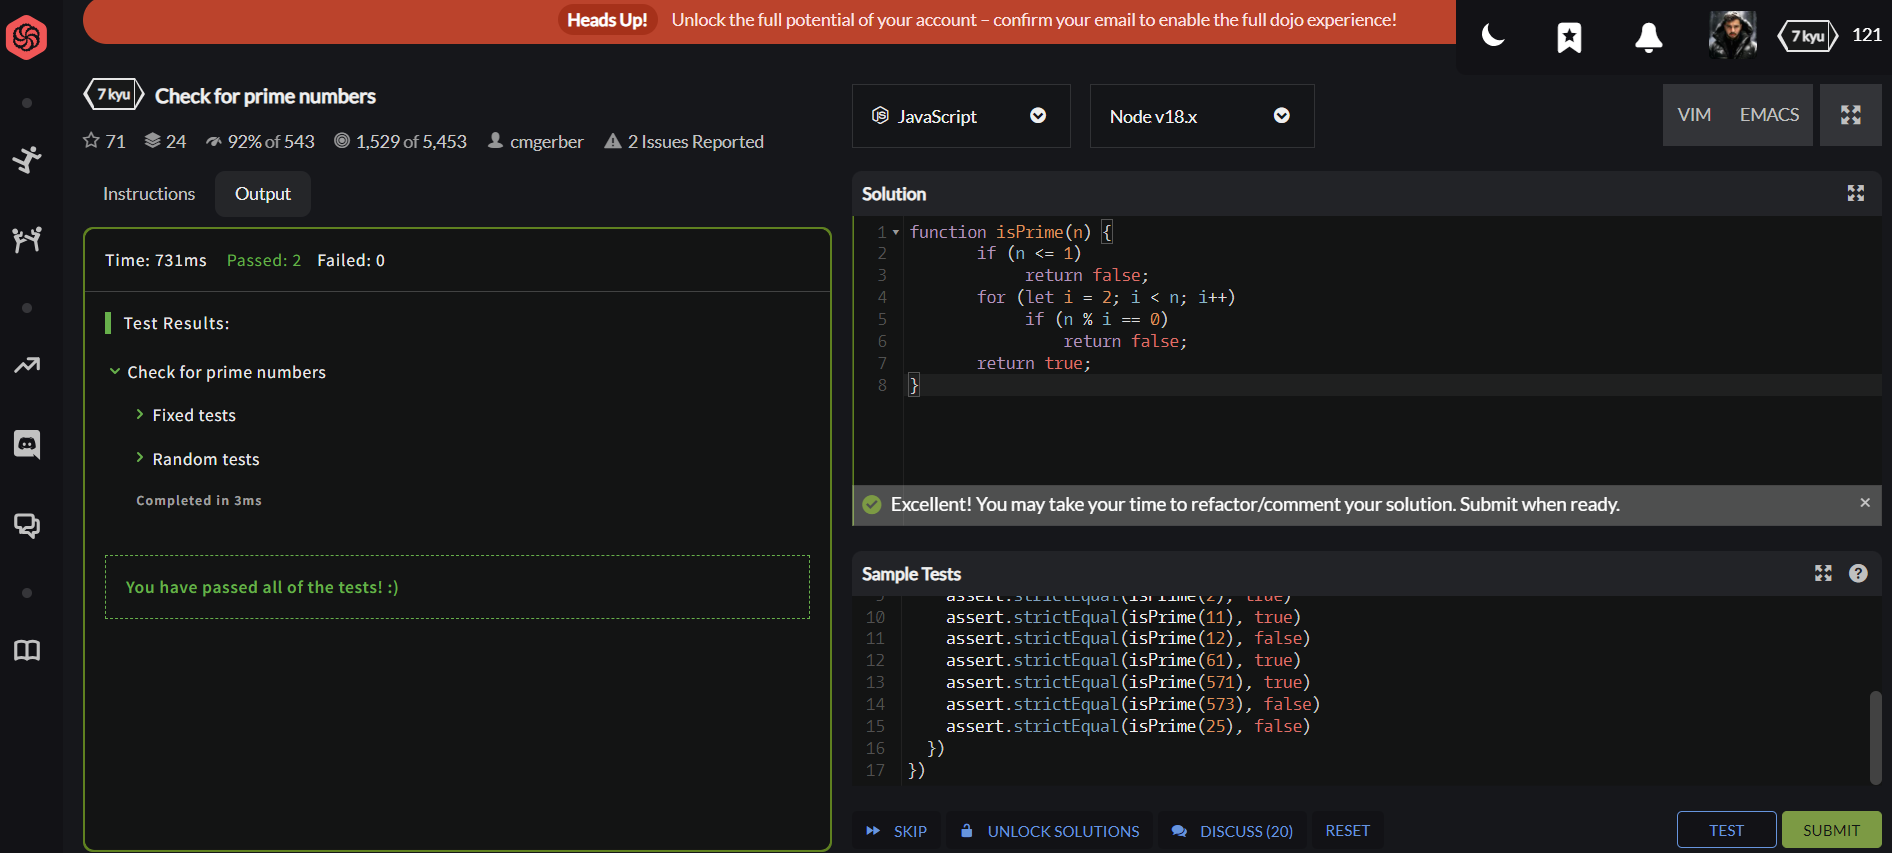 Heads Up! Unlock the full potential of your account – confirm your email to enable the full dojo experience!
7 kyu 121
7 kyu Check for prime numbers
71 24 92% of 543 1,529 of 5,453 cmgerber 2 Issues Reported
Instructions Output
Time: 731ms Passed: 2 Failed: 0
Test Results:
Check for prime numbers
Fixed tests
Random tests
Completed in 3ms
You have passed all of the tests! :)
JavaScript
Node v18.x
VIM EMACS
Solution
1 function isPrime(n) {
2 if (n <= 1)
3 return false;
4 for (let i = 2; i < n; i++)
5 if (n % i == 0)
6 return false;
7 return true;
8 }
Excellent! You may take your time to refactor/comment your solution. Submit when ready.
Sample Tests
9 assert.strictEqual(isPrime(2), true)
10 assert.strictEqual(isPrime(11), true)
11 assert.strictEqual(isPrime(12), false)
12 assert.strictEqual(isPrime(61), true)
13 assert.strictEqual(isPrime(571), true)
14 assert.strictEqual(isPrime(573), false)
15 assert.strictEqual(isPrime(25), false)
16 })
17 })
SKIP UNLOCK SOLUTIONS DISCUSS (20) RESET TEST SUBMIT